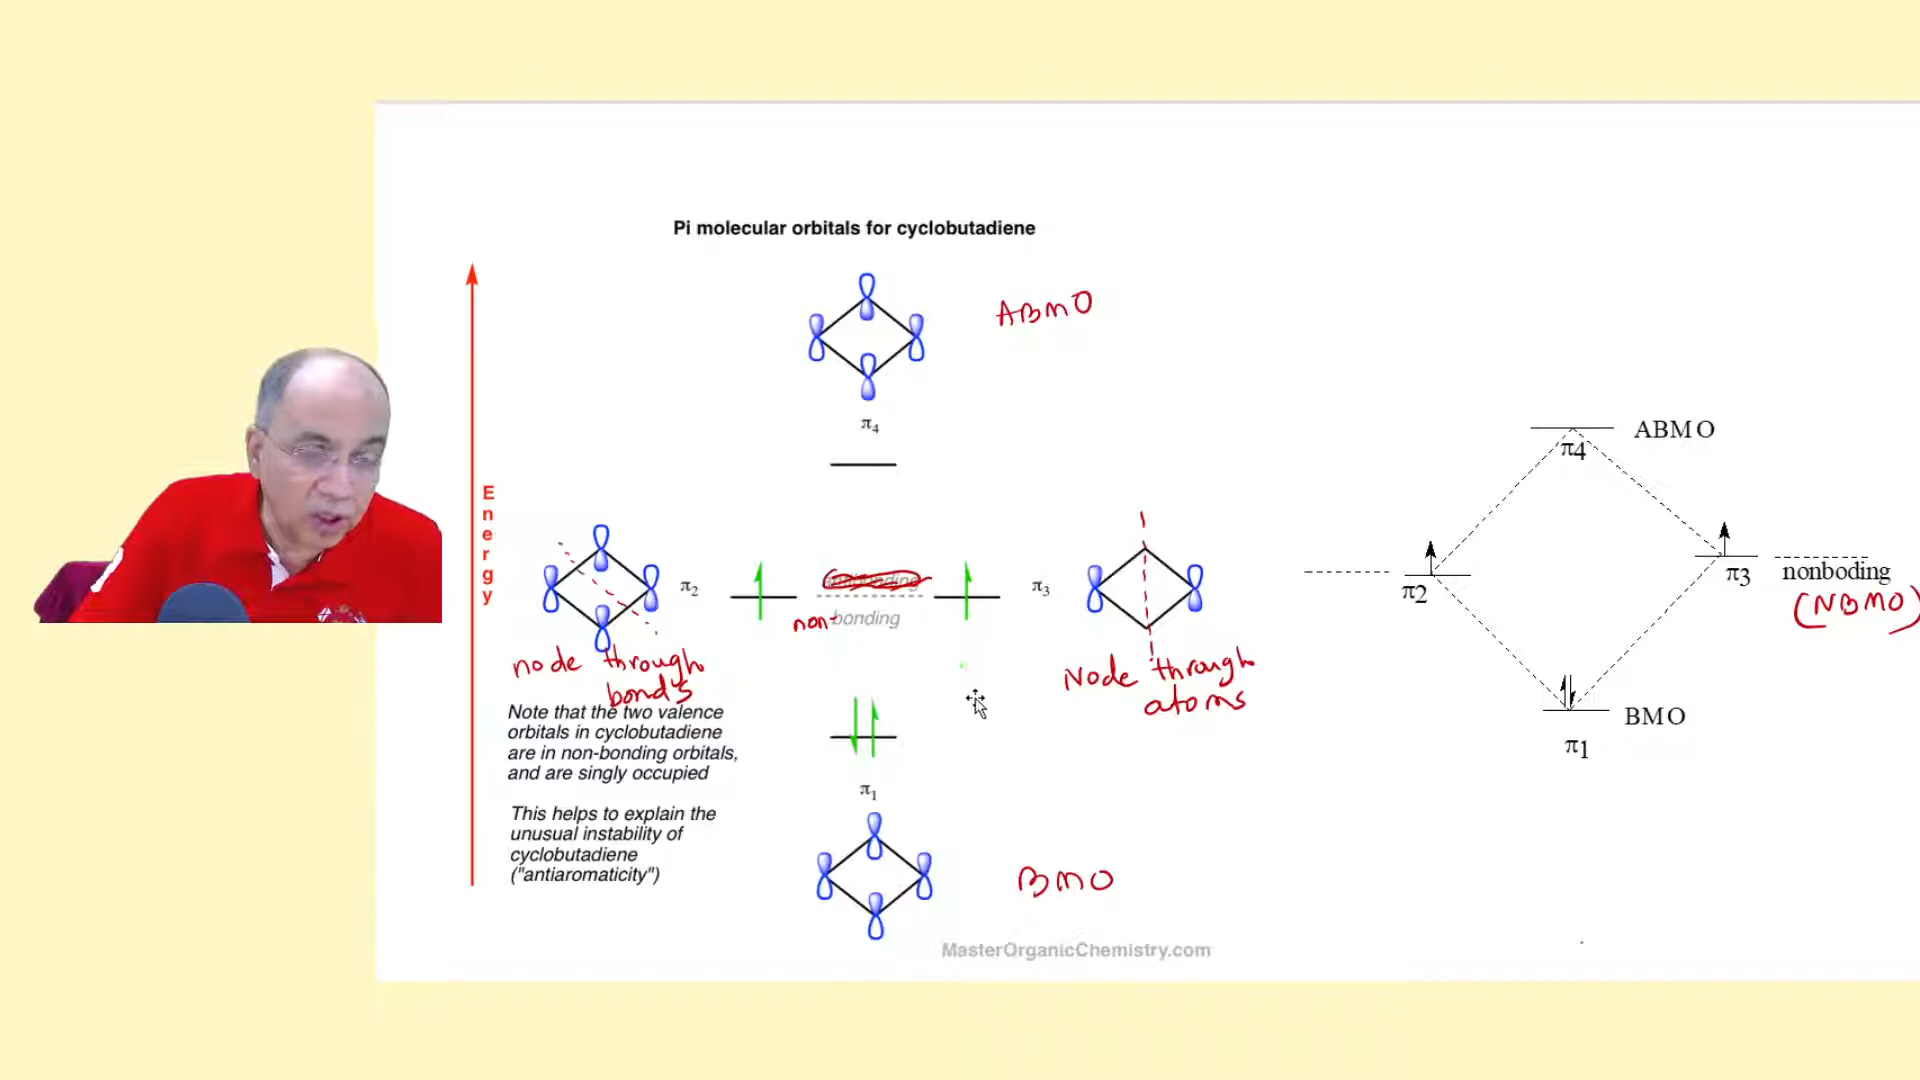 Pi molecular orbitals for cyclobutadiene
ABMO
π4
Energy
π2
non-bonding
π3
node through
bonds
Node through
atoms
Note that the two valence
orbitals in cyclobutadiene
are in non-bonding orbitals,
and are singly occupied
This helps to explain the
unusual instability of
cyclobutadiene
("antiaromaticity")
π1
BMO
MasterOrganicChemistry.com
ABMO
π4
π2
π3
nonboding
(NBMO)
BMO
π1